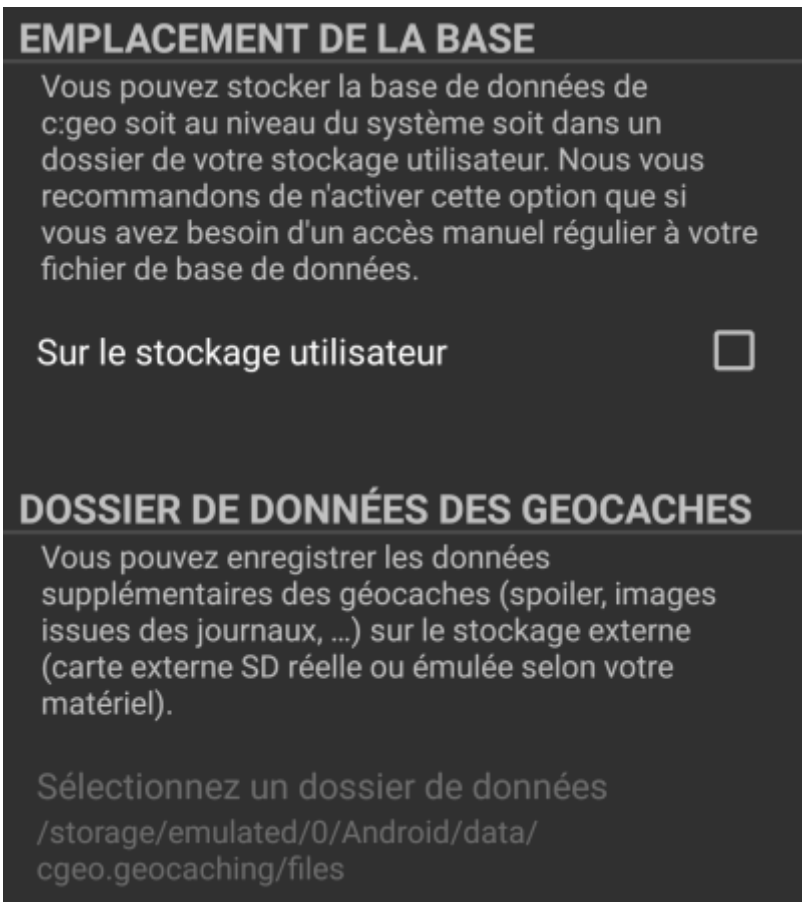 EMPLACEMENT DE LA BASE
Vous pouvez stocker la base de données de
c:geo soit au niveau du système soit dans un
dossier de votre stockage utilisateur. Nous vous
recommandons de n'activer cette option que si
vous avez besoin d'un accès manuel régulier à votre
fichier de base de données.
Sur le stockage utilisateur
DOSSIER DE DONNÉES DES GEOCACHES
Vous pouvez enregistrer les données
supplémentaires des géocaches (spoiler, images
issues des journaux, …) sur le stockage externe
(carte externe SD réelle ou émulée selon votre
matériel).
Sélectionnez un dossier de données
/storage/emulated/0/Android/data/
cgeo.geocaching/files